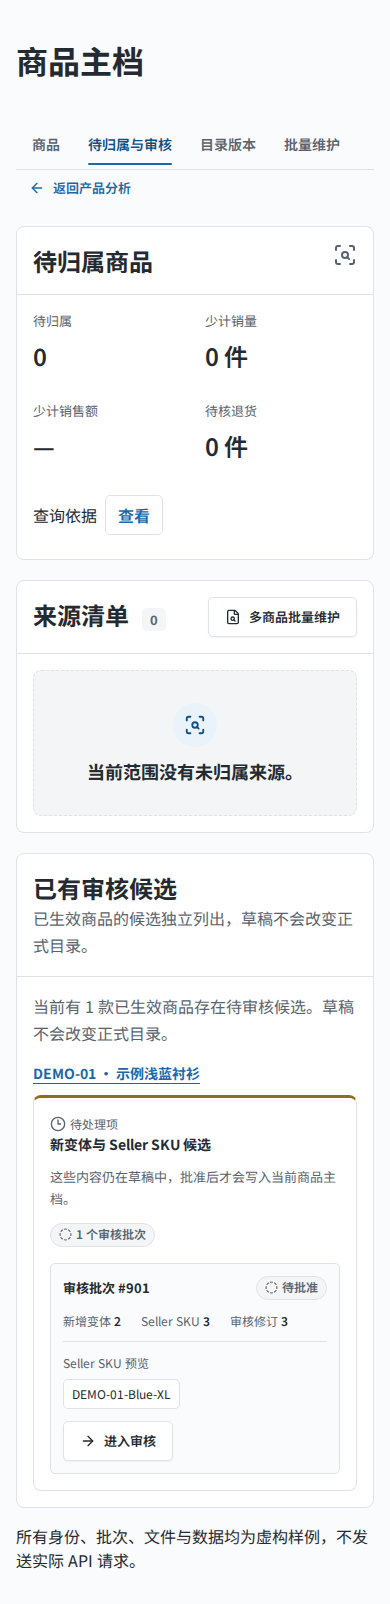 商品主档
商品 待归属与审核 目录版本 批量维护
← 返回产品分析
待归属商品
待归属 少计销量
0 0 件
少计销售额 待核退货
— 0 件
查询依据 查看
来源清单 0 多商品批量维护
当前范围没有未归属来源。
已有审核候选
已生效商品的候选独立列出，草稿不会改变正
式目录。
当前有 1 款已生效商品存在待审核候选。草稿
不会改变正式目录。
DEMO-01 · 示例浅蓝衬衫
待处理项
新变体与 Seller SKU 候选
这些内容仍在草稿中，批准后才会写入当前商品主
档。
1 个审核批次
审核批次 #901 待批准
新增变体 2 Seller SKU 3 审核修订 3
Seller SKU 预览
DEMO-01-Blue-XL
→ 进入审核
所有身份、批次、文件与数据均为虚构样例，不发
送实际 API 请求。